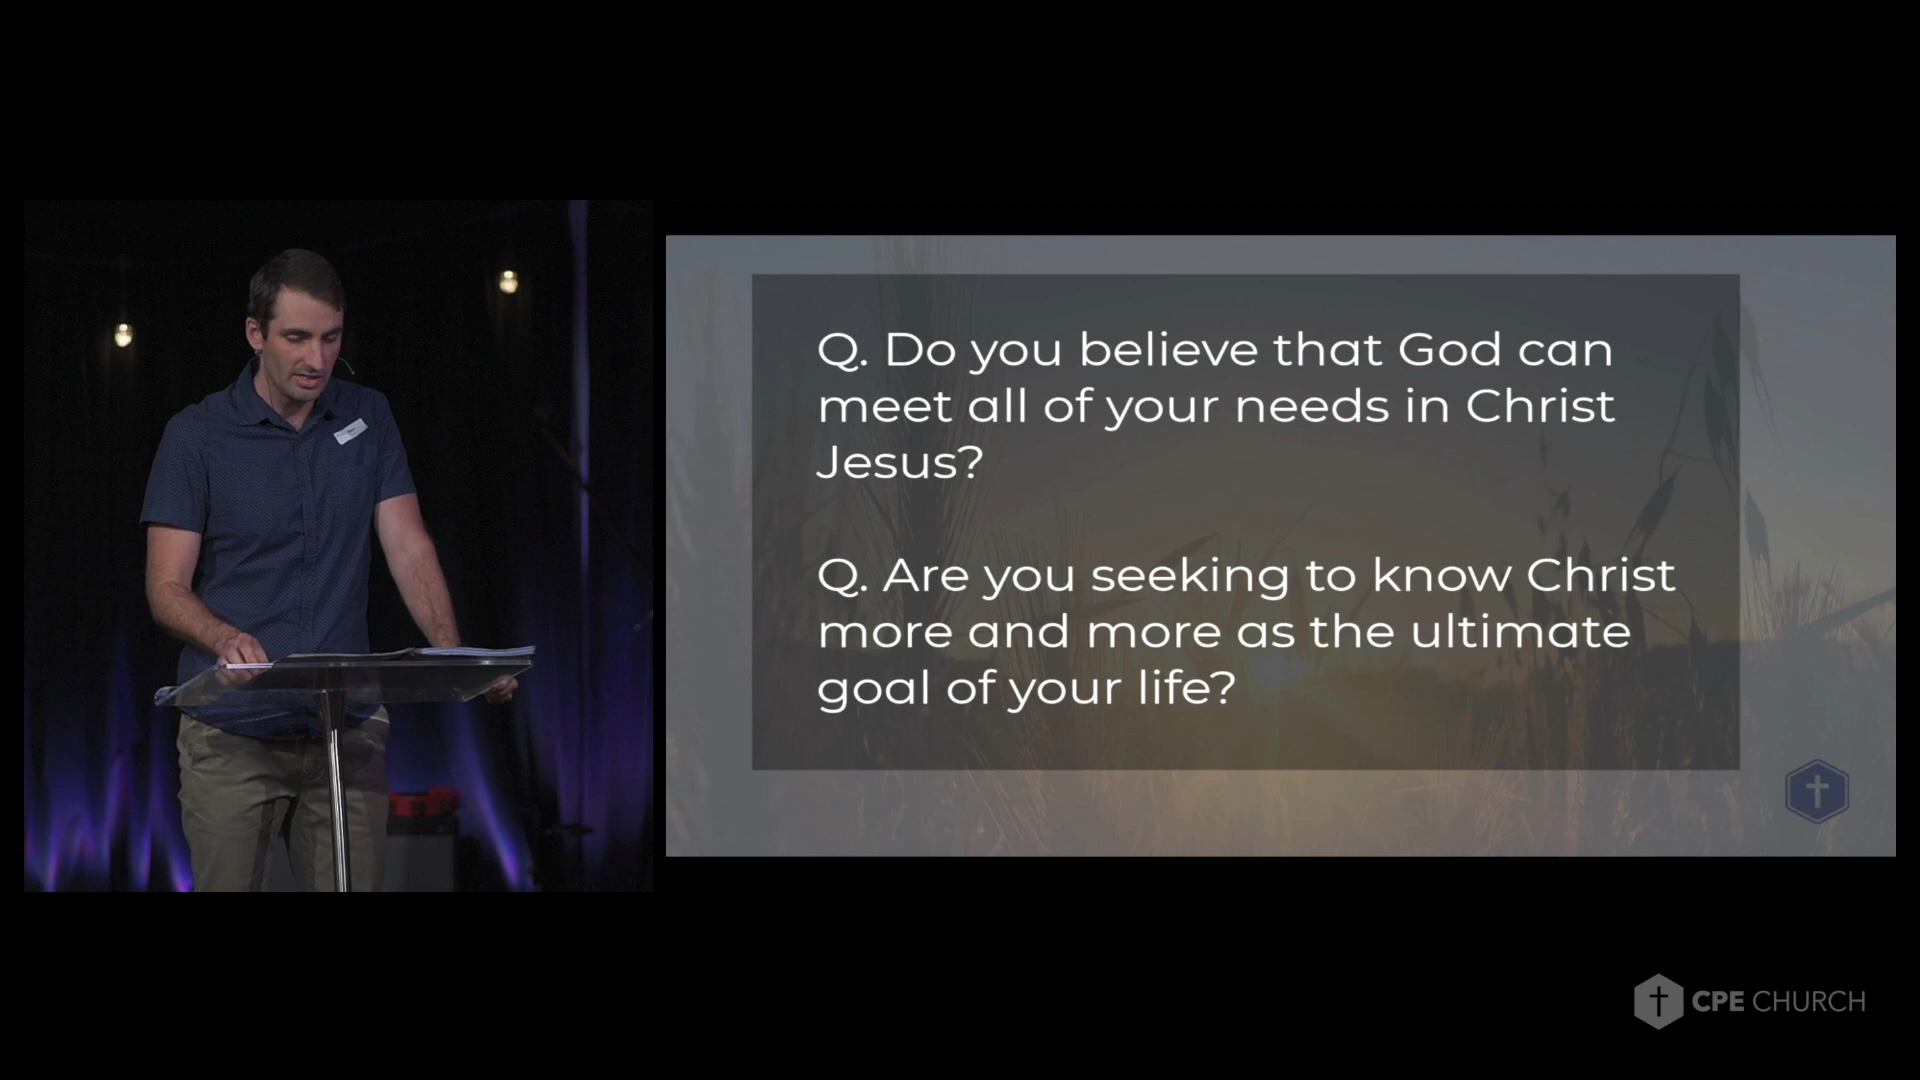 Q. Do you believe that God can
meet all of your needs in Christ
Jesus?
Q. Are you seeking to know Christ
more and more as the ultimate
goal of your life?
CPE CHURCH